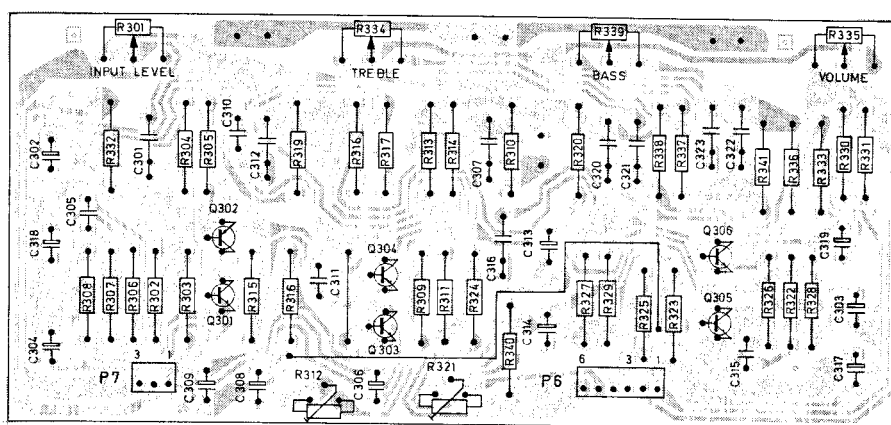 R301
INPUT LEVEL
R334
TREBLE
R339
BASS
R335
VOLUME
C302
R332
C301
R304
R305
C310
C312
R319
R316
R317
R313
R314
C307
R310
R320
C320
C321
R338
R337
C323
C322
R341
R336
R333
R330
R331
C305
Q302
C318
Q304
C316
C313
Q306
C319
R308
R307
R306
R302
R303
Q301
R315
R316
C311
R309
R311
R324
R327
R329
R325
R323
Q305
R326
R322
R328
C303
C304
Q303
R340
C314
C315
C317
P7
3 1
C309
C308
R312
C306
R321
P6
6 3 1